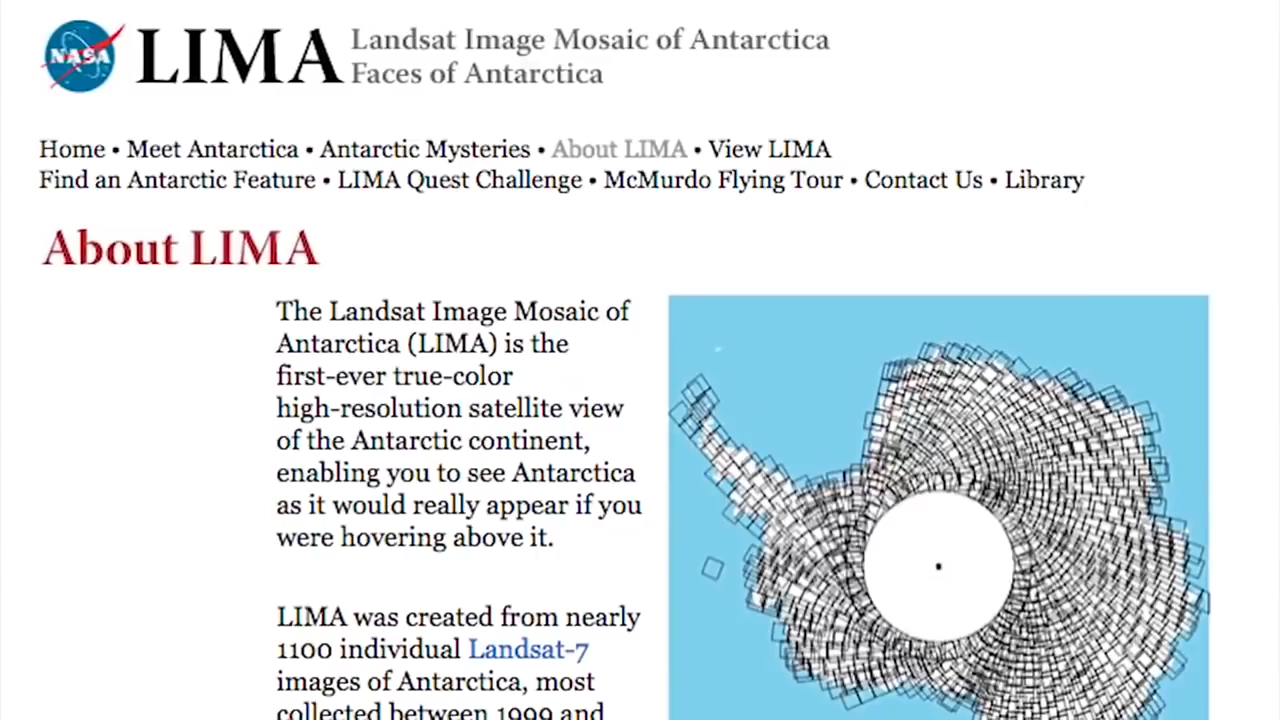 NASA
LIMA
Landsat Image Mosaic of Antarctica
Faces of Antarctica
Home • Meet Antarctica • Antarctic Mysteries • About LIMA • View LIMA
Find an Antarctic Feature • LIMA Quest Challenge • McMurdo Flying Tour • Contact Us • Library
About LIMA
The Landsat Image Mosaic of
Antarctica (LIMA) is the
first-ever true-color
high-resolution satellite view
of the Antarctic continent,
enabling you to see Antarctica
as it would really appear if you
were hovering above it.
LIMA was created from nearly
1100 individual Landsat-7
images of Antarctica, most
collected between 1999 and